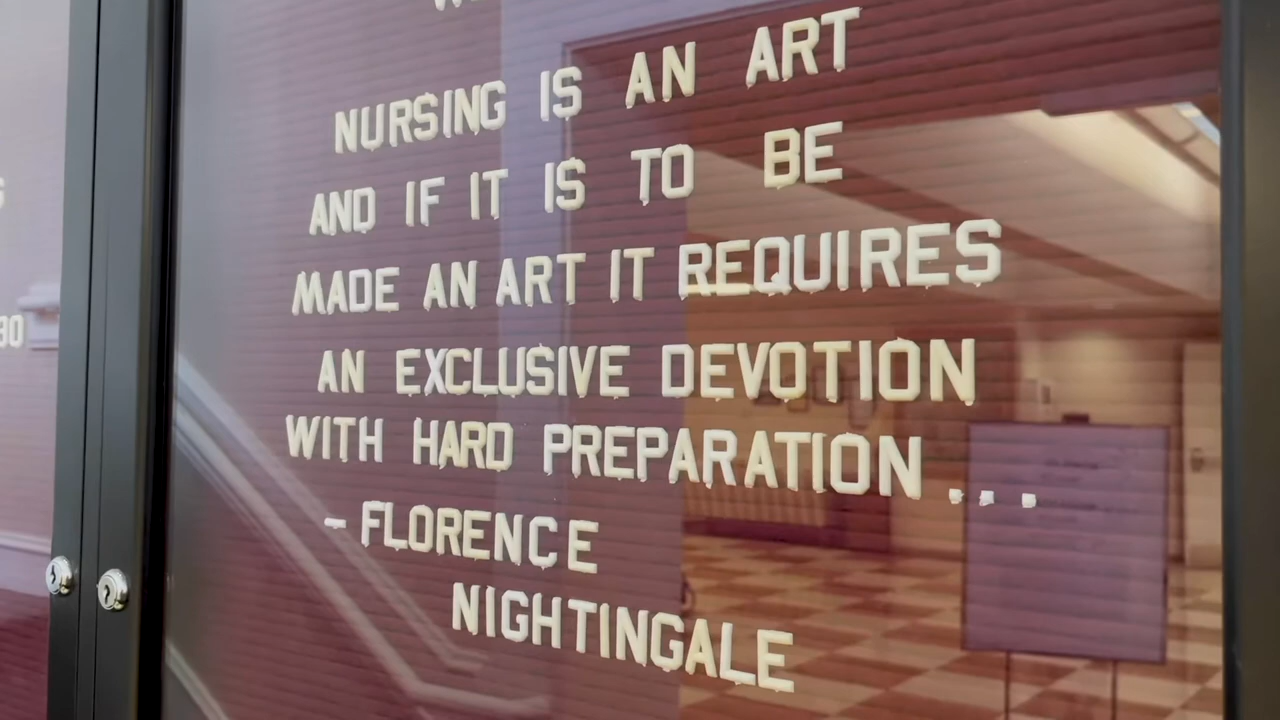 NURSING IS AN ART
AND IF IT IS TO BE
MADE AN ART IT REQUIRES
AN EXCLUSIVE DEVOTION
WITH HARD PREPARATION ...
- FLORENCE
NIGHTINGALE